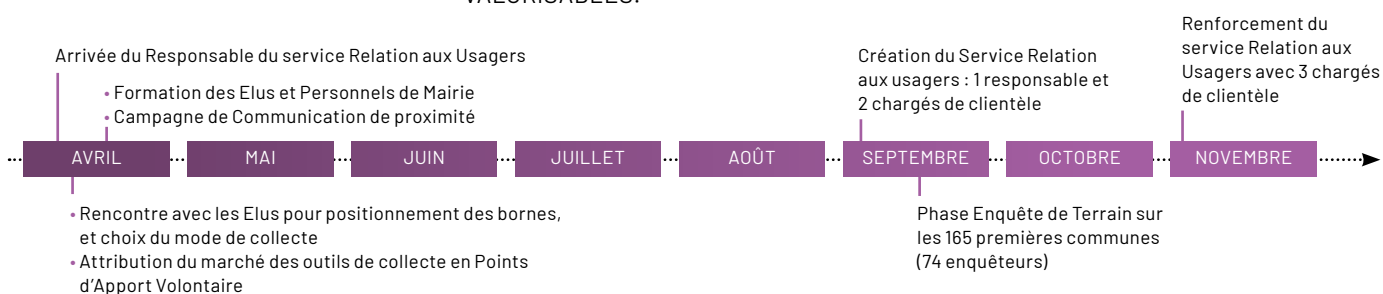 VALORISABLES.
Arrivée du Responsable du service Relation aux Usagers
• Formation des Elus et Personnels de Mairie
• Campagne de Communication de proximité
Création du Service Relation
aux usagers : 1 responsable et
2 chargés de clientèle
Renforcement du
service Relation aux
Usagers avec 3 chargés
de clientèle
AVRIL
MAI
JUIN
JUILLET
AOÛT
SEPTEMBRE
OCTOBRE
NOVEMBRE
• Rencontre avec les Elus pour positionnement des bornes,
et choix du mode de collecte
• Attribution du marché des outils de collecte en Points
d'Apport Volontaire
Phase Enquête de Terrain sur
les 165 premières communes
(74 enquêteurs)